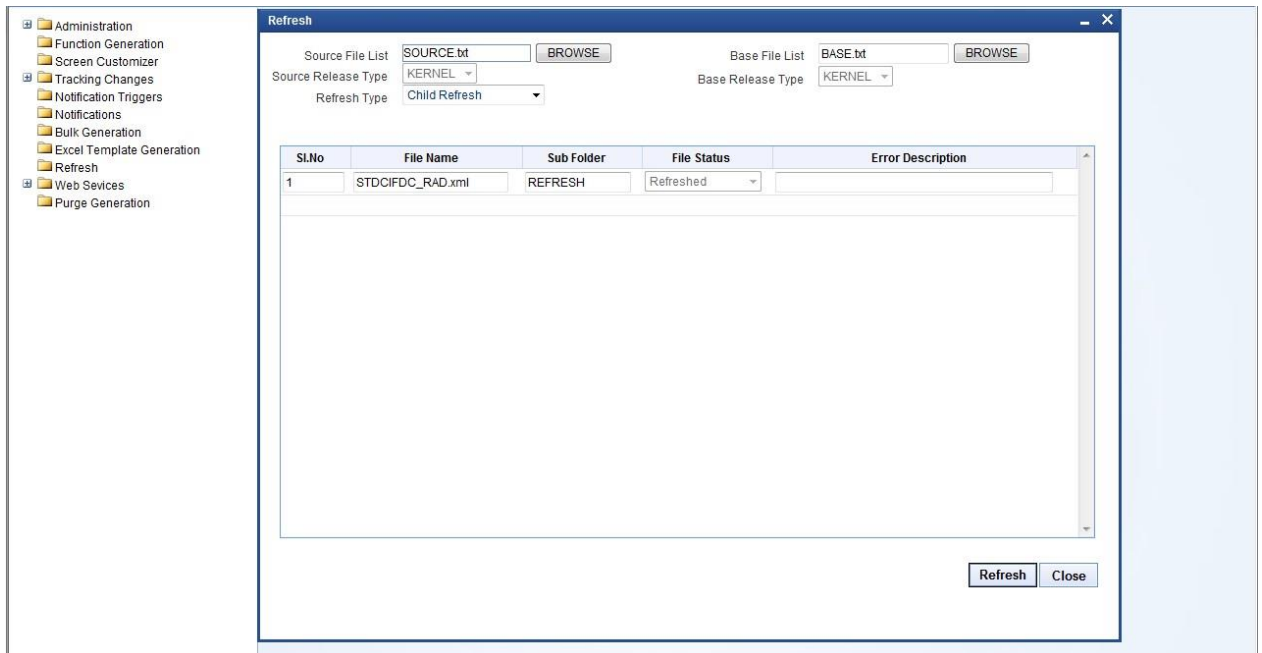 Administration
Function Generation
Screen Customizer
Tracking Changes
Notification Triggers
Notifications
Bulk Generation
Excel Template Generation
Refresh
Web Sevices
Purge Generation
Refresh
Source File List SOURCE.txt BROWSE Base File List BASE.txt BROWSE
Source Release Type KERNEL Base Release Type KERNEL
Refresh Type Child Refresh
Sl.No File Name Sub Folder File Status Error Description
1 STDCIFDC_RAD.xml REFRESH Refreshed
Refresh Close